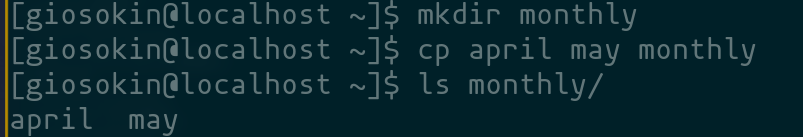 [giosokin@localhost ~]$ mkdir monthly
[giosokin@localhost ~]$ cp april may monthly
[giosokin@localhost ~]$ ls monthly/
april  may